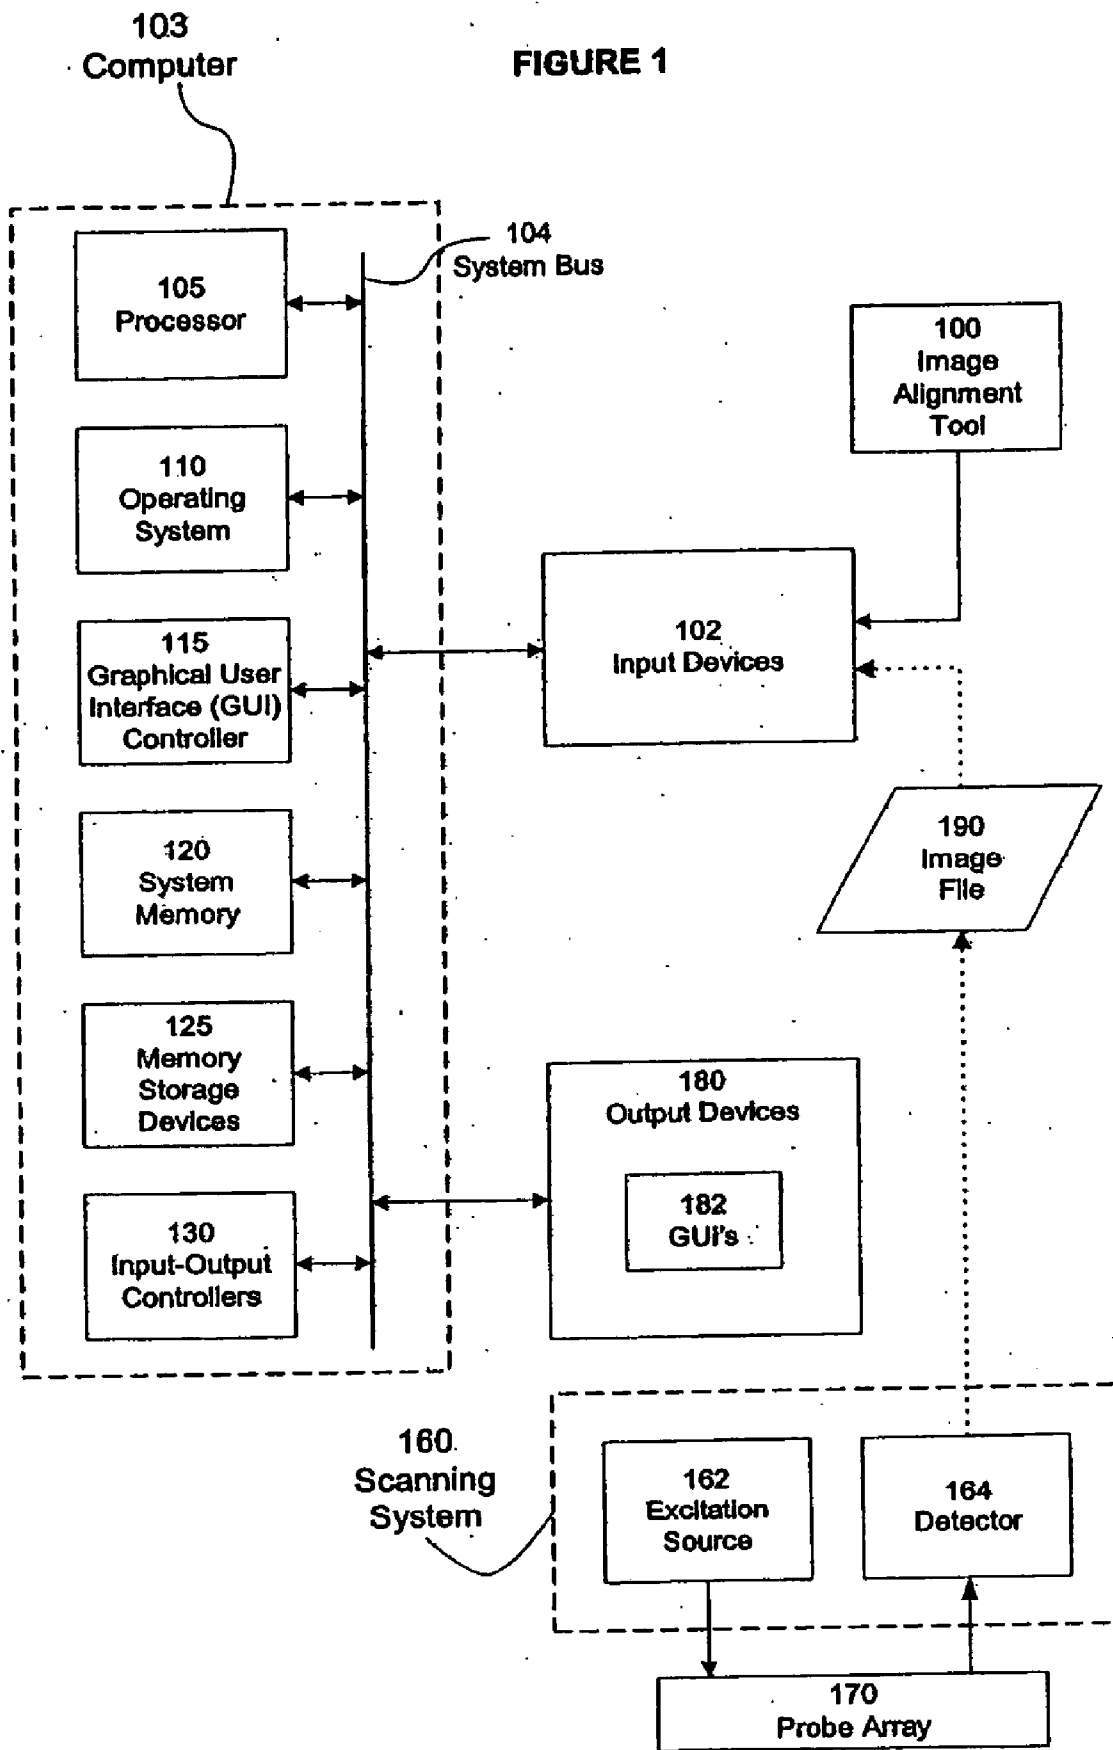 103
Computer
FIGURE 1
104
System Bus
105
Processor
100
Image
Alignment
Tool
110
Operating
System
102
Input Devices
115
Graphical User
Interface (GUI)
Controller
190
Image
File
120
System
Memory
125
Memory
Storage
Devices
180
Output Devices
182
GUI's
130
Input-Output
Controllers
160
Scanning
System
162
Excitation
Source
164
Detector
170
Probe Array